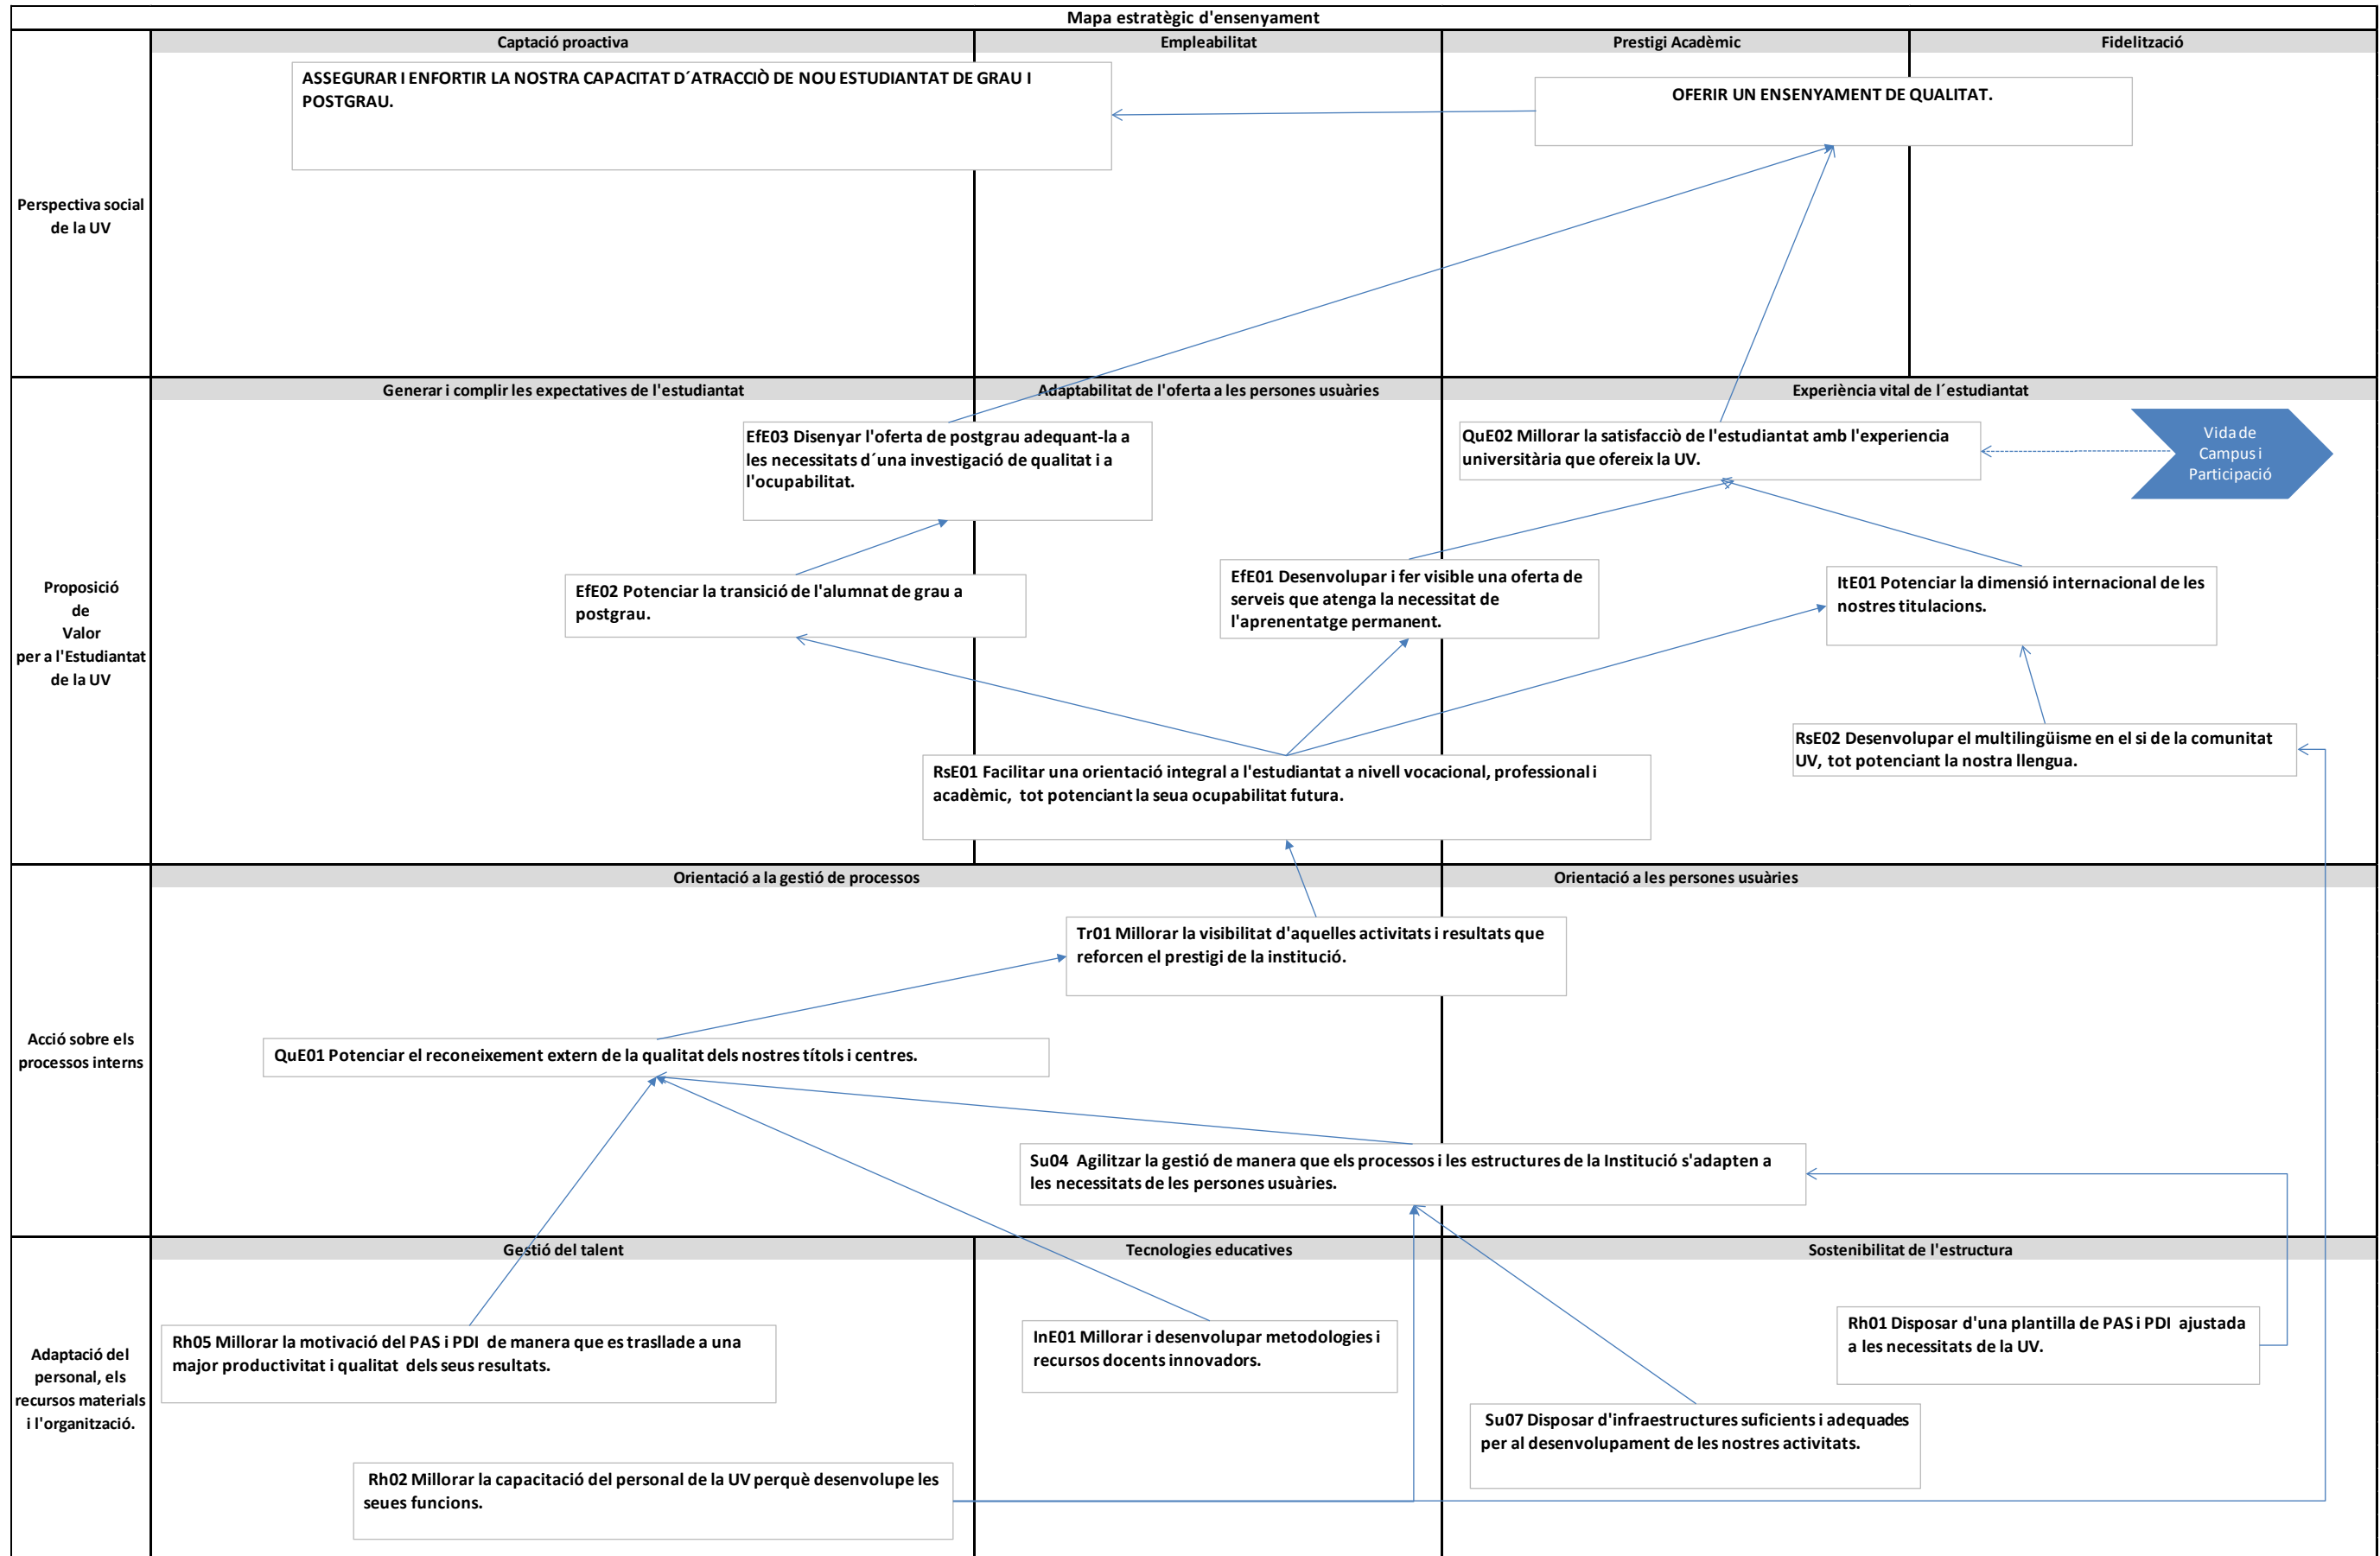 Mapa estratègic d'ensenyament
Captació proactiva
Empleabilitat
Prestigi Acadèmic
Fidelització
Perspectiva social
de la UV
ASSEGURAR I ENFORTIR LA NOSTRA CAPACITAT D´ATRACCIÒ DE NOU ESTUDIANTAT DE GRAU I
POSTGRAU.
OFERIR UN ENSENYAMENT DE QUALITAT.
Generar i complir les expectatives de l'estudiantat
Adaptabilitat de l'oferta a les persones usuàries
Experiència vital de l´estudiantat
Proposició
de
Valor
per a l'Estudiantat
de la UV
EfE03 Disenyar l'oferta de postgrau adequant-la a
les necessitats d´una investigació de qualitat i a
l'ocupabilitat.
QuE02 Millorar la satisfacciò de l'estudiantat amb l'experiencia
universitària que ofereix la UV.
Vida de
Campus i
Participació
EfE02 Potenciar la transició de l'alumnat de grau a
postgrau.
EfE01 Desenvolupar i fer visible una oferta de
serveis que atenga la necessitat de
l'aprenentatge permanent.
ItE01 Potenciar la dimensió internacional de les
nostres titulacions.
RsE01 Facilitar una orientació integral a l'estudiantat a nivell vocacional, professional i
acadèmic, tot potenciant la seua ocupabilitat futura.
RsE02 Desenvolupar el multilingüisme en el si de la comunitat
UV, tot potenciant la nostra llengua.
Orientació a la gestió de processos
Orientació a les persones usuàries
Acció sobre els
processos interns
Tr01 Millorar la visibilitat d'aquelles activitats i resultats que
reforcen el prestigi de la institució.
QuE01 Potenciar el reconeixement extern de la qualitat dels nostres títols i centres.
Su04 Agilitzar la gestió de manera que els processos i les estructures de la Institució s'adapten a
les necessitats de les persones usuàries.
Gestió del talent
Tecnologies educatives
Sostenibilitat de l'estructura
Adaptació del
personal, els
recursos materials
i l'organització.
Rh05 Millorar la motivació del PAS i PDI de manera que es trasllade a una
major productivitat i qualitat dels seus resultats.
InE01 Millorar i desenvolupar metodologies i
recursos docents innovadors.
Rh01 Disposar d'una plantilla de PAS i PDI ajustada
a les necessitats de la UV.
Su07 Disposar d'infraestructures suficients i adequades
per al desenvolupament de les nostres activitats.
Rh02 Millorar la capacitació del personal de la UV perquè desenvolupe les
seues funcions.